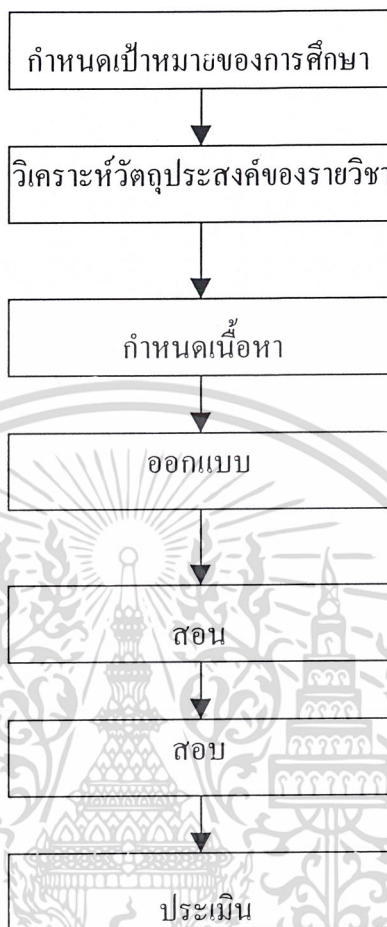 กำหนดเป้าหมายของการศึกษา
วิเคราะห์วัตถุประสงค์ของรายวิชา
กำหนดเนื้อหา
ออกแบบ
สอน
สอบ
ประเมิน